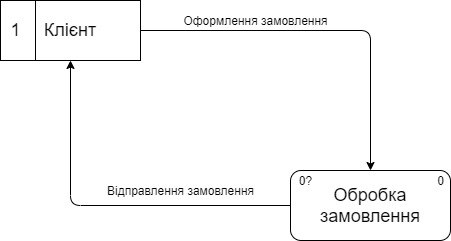 Оформлення замовлення
1 Клієнт
0? 0
Обробка
замовлення
Відправлення замовлення